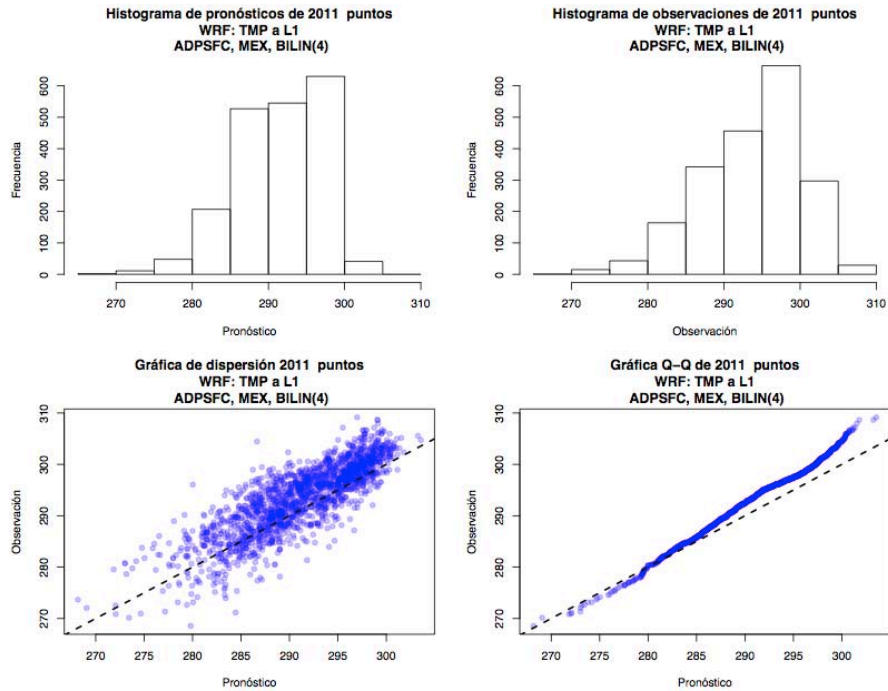 Histograma de pronósticos de 2011 puntos
WRF: TMP a L1
ADPSFC, MEX, BILIN(4)
Frecuencia
0 100 200 300 400 500 600
270 280 290 300 310
Pronóstico
Histograma de observaciones de 2011 puntos
WRF: TMP a L1
ADPSFC, MEX, BILIN(4)
Frecuencia
0 100 200 300 400 500 600
270 280 290 300 310
Observación
Gráfica de dispersión 2011 puntos
WRF: TMP a L1
ADPSFC, MEX, BILIN(4)
Observación
270 280 290 300 310
270 275 280 285 290 295 300
Pronóstico
Gráfica Q−Q de 2011 puntos
WRF: TMP a L1
ADPSFC, MEX, BILIN(4)
Observación
270 280 290 300 310
270 275 280 285 290 295 300
Pronóstico